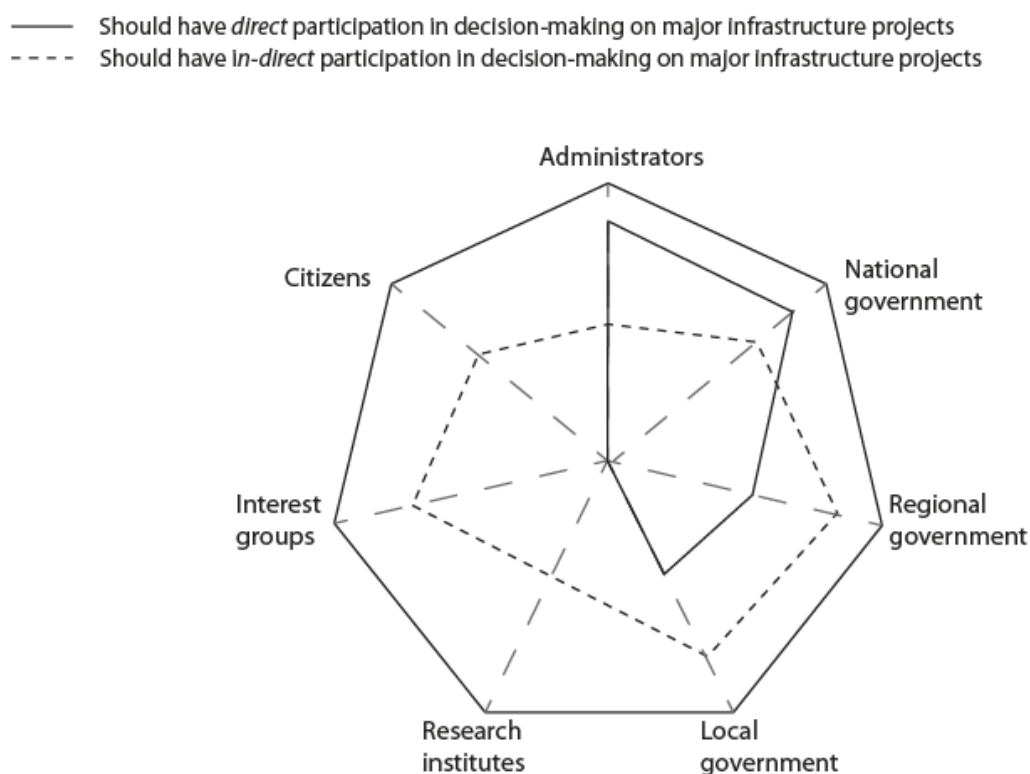 Should have direct participation in decision-making on major infrastructure projects
Should have in-direct participation in decision-making on major infrastructure projects
Administrators
Citizens
National
government
Interest
groups
Regional
government
Research
institutes
Local
government